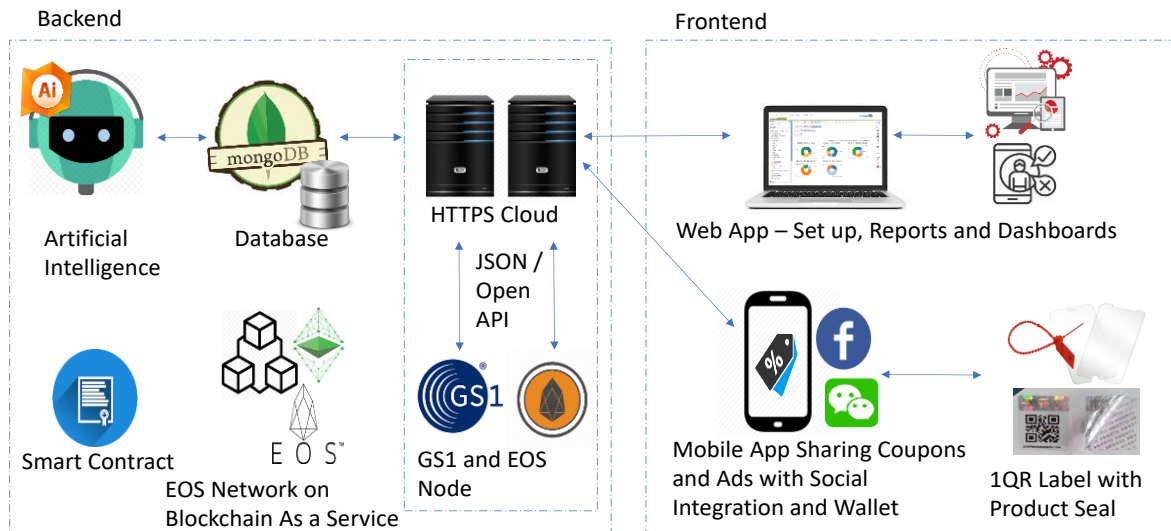 Backend
Frontend
Ai
mongoDB
HTTPS Cloud
Artificial
Intelligence
Database
JSON /
Open
API
Web App – Set up, Reports and Dashboards
%
f
GS1
®
E O S™
Smart Contract
EOS Network on
Blockchain As a Service
GS1 and EOS
Node
Mobile App Sharing Coupons
and Ads with Social
Integration and Wallet
1QR Label with
Product Seal